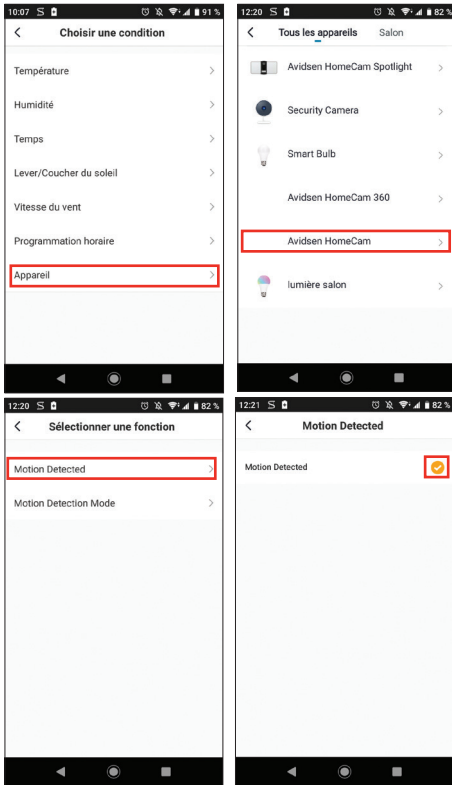 10:07 S 91 %
Choisir une condition
Température
Humidité
Temps
Lever/Coucher du soleil
Vitesse du vent
Programmation horaire
Appareil
12:20 S 82 %
Tous les appareils Salon
Avidsen HomeCam Spotlight
Security Camera
Smart Bulb
Avidsen HomeCam 360
Avidsen HomeCam
lumière salon
12:20 S 82 %
Sélectionner une fonction
Motion Detected
Motion Detection Mode
12:21 S 82 %
Motion Detected
Motion Detected